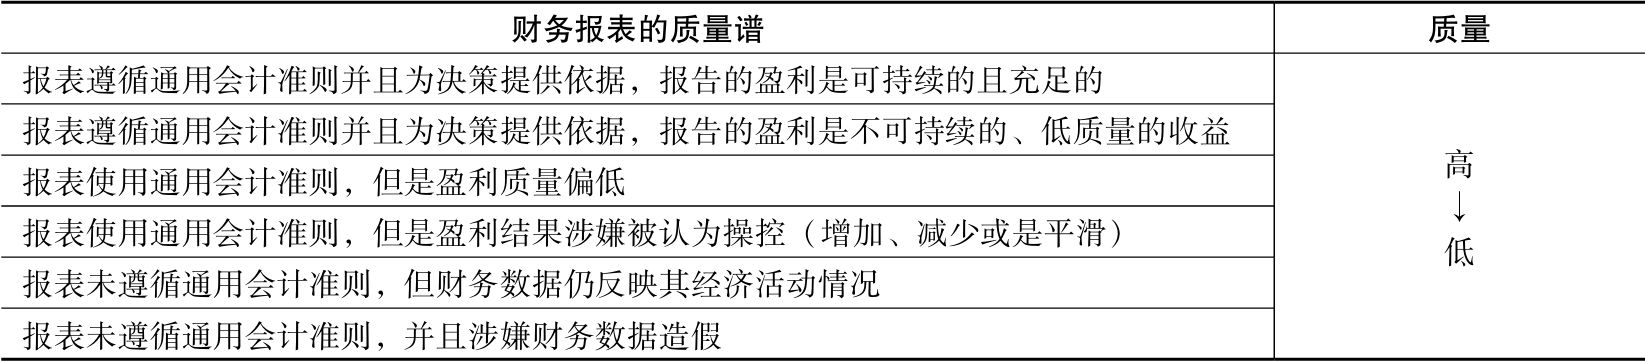 财务报表的质量谱
质量
报表遵循通用会计准则并且为决策提供依据，报告的盈利是可持续的且充足的
报表遵循通用会计准则并且为决策提供依据，报告的盈利是不可持续的、低质量的收益
报表使用通用会计准则，但是盈利质量偏低
报表使用通用会计准则，但是盈利结果涉嫌被认为操控（增加、减少或是平滑）
报表未遵循通用会计准则，但财务数据仍反映其经济活动情况
报表未遵循通用会计准则，并且涉嫌财务数据造假
高
↓
低